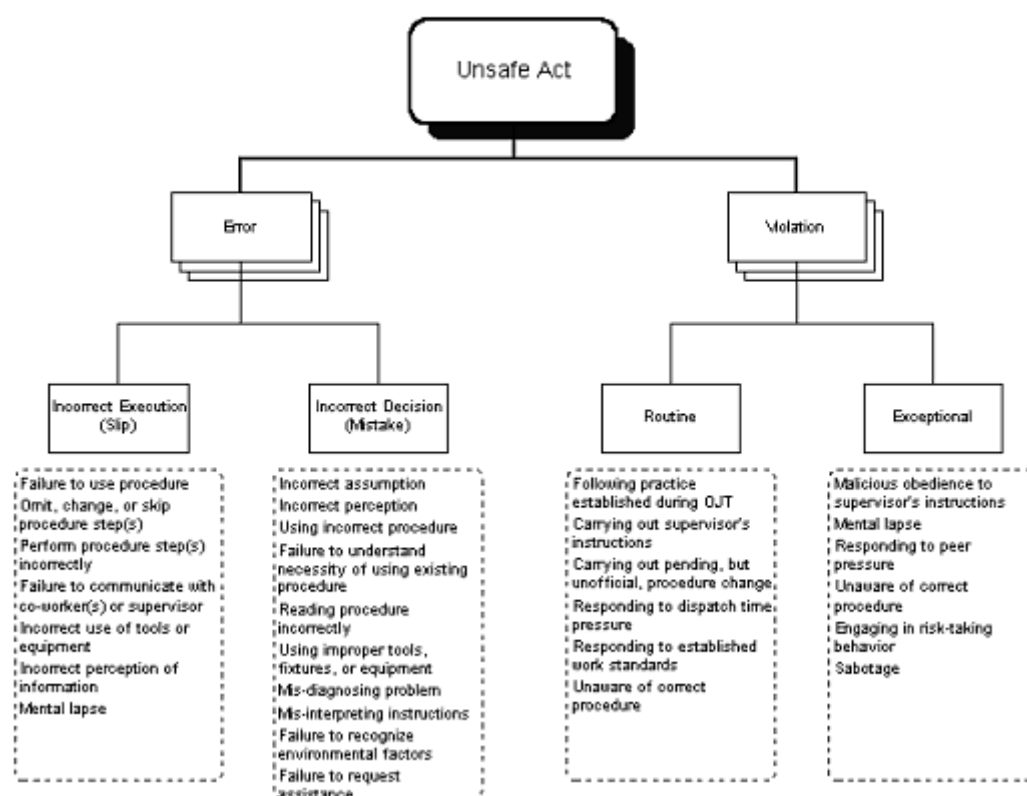 Unsafe Act
Error
Violation
Incorrect Execution
(Slip)
Incorrect Decision
(Mistake)
Routine
Exceptional
Failure to use procedure
Omit, change, or skip
procedure step(s)
Perform procedure step(s)
incorrectly
Failure to communicate with
co-worker(s) or supervisor
Incorrect use of tools or
equipment
Incorrect perception of
information
Mental lapse
Incorrect assumption
Incorrect perception
Using incorrect procedure
Failure to understand
necessity of using existing
procedure
Reading procedure
incorrectly
Using improper tools,
fixtures, or equipment
Mis-diagnosing problem
Mis-interpreting instructions
Failure to recognize
environmental factors
Failure to request
assistance
Following practice
established during OJT
Carrying out supervisor's
instructions
Carrying out pending, but
unofficial, procedure change
Responding to dispatch time
pressure
Responding to established
work standards
Unaware of correct
procedure
Malicious obedience to
supervisor's instructions
Mental lapse
Responding to peer
pressure
Unaware of correct
procedure
Engaging in risk-taking
behavior
Sabotage